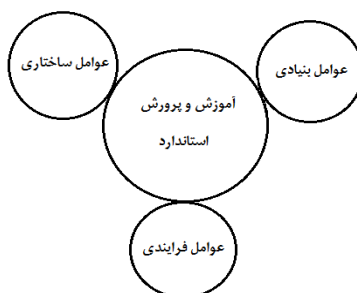 عوامل بنیادی
عوامل ساختاری
آموزش و پرورش
استاندارد
عوامل فرایندی